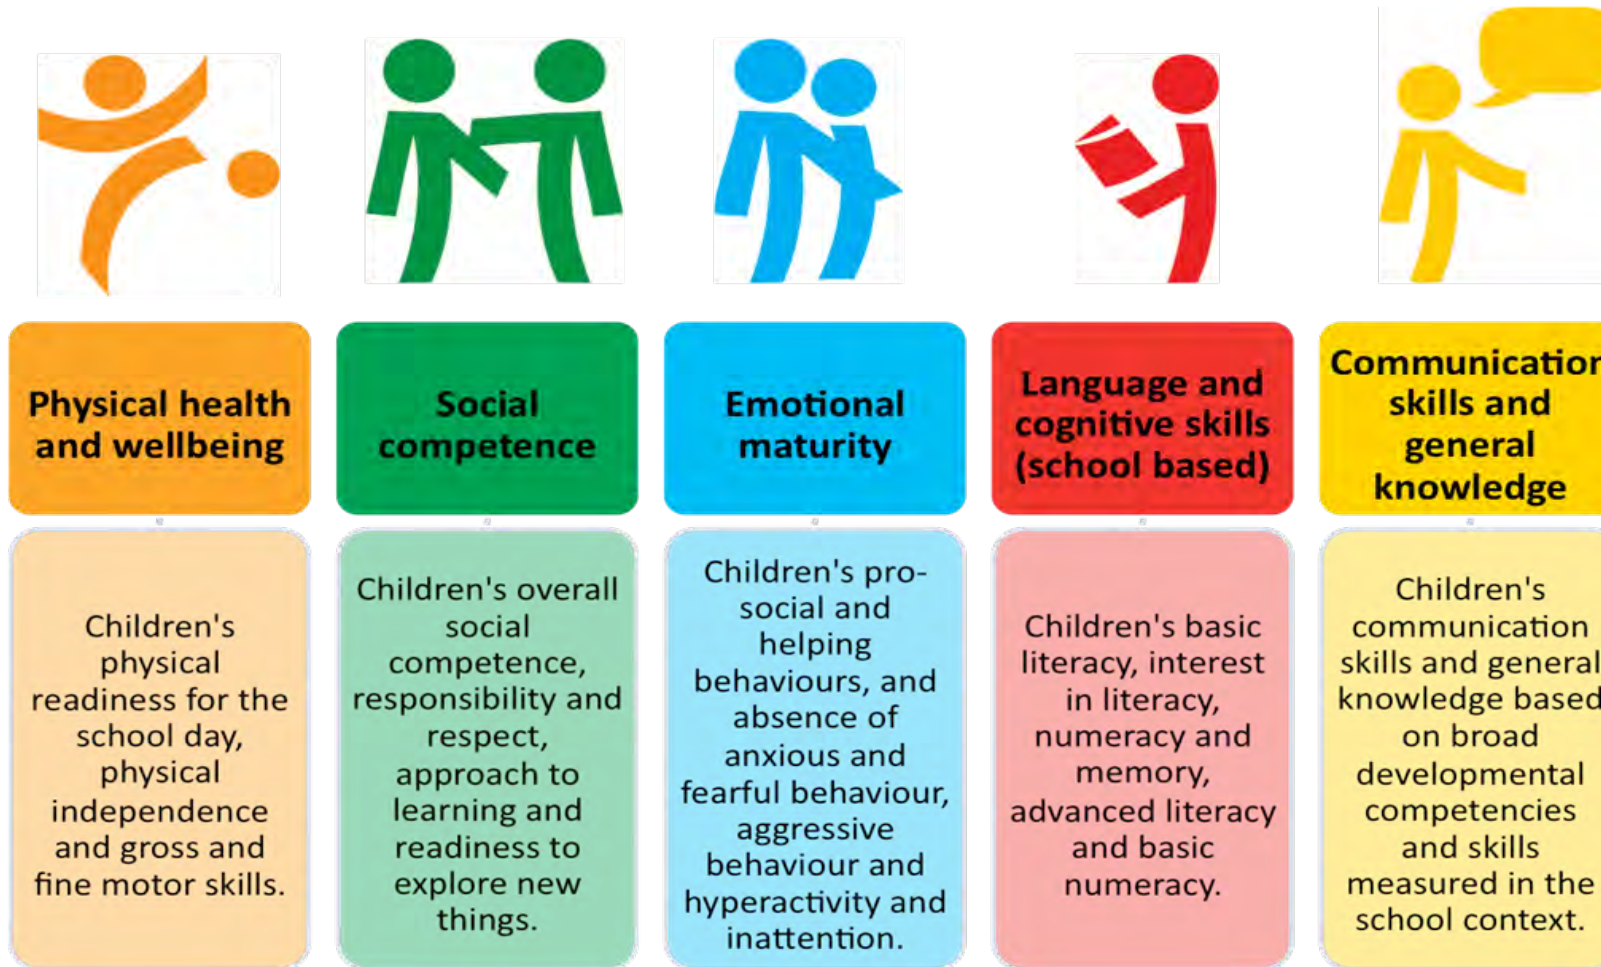 Physical health
and wellbeing
Social
competence
Emotional
maturity
Language and
cognitive skills
(school based)
Communication
skills and
general
knowledge
Children's
physical
readiness for the
school day,
physical
independence
and gross and
fine motor skills.
Children's overall
social
competence,
responsibility and
respect,
approach to
learning and
readiness to
explore new
things.
Children's pro-
social and
helping
behaviours, and
absence of
anxious and
fearful behaviour,
aggressive
behaviour and
hyperactivity and
inattention.
Children's basic
literacy, interest
in literacy,
numeracy and
memory,
advanced literacy
and basic
numeracy.
Children's
communication
skills and general
knowledge based
on broad
developmental
competencies
and skills
measured in the
school context.